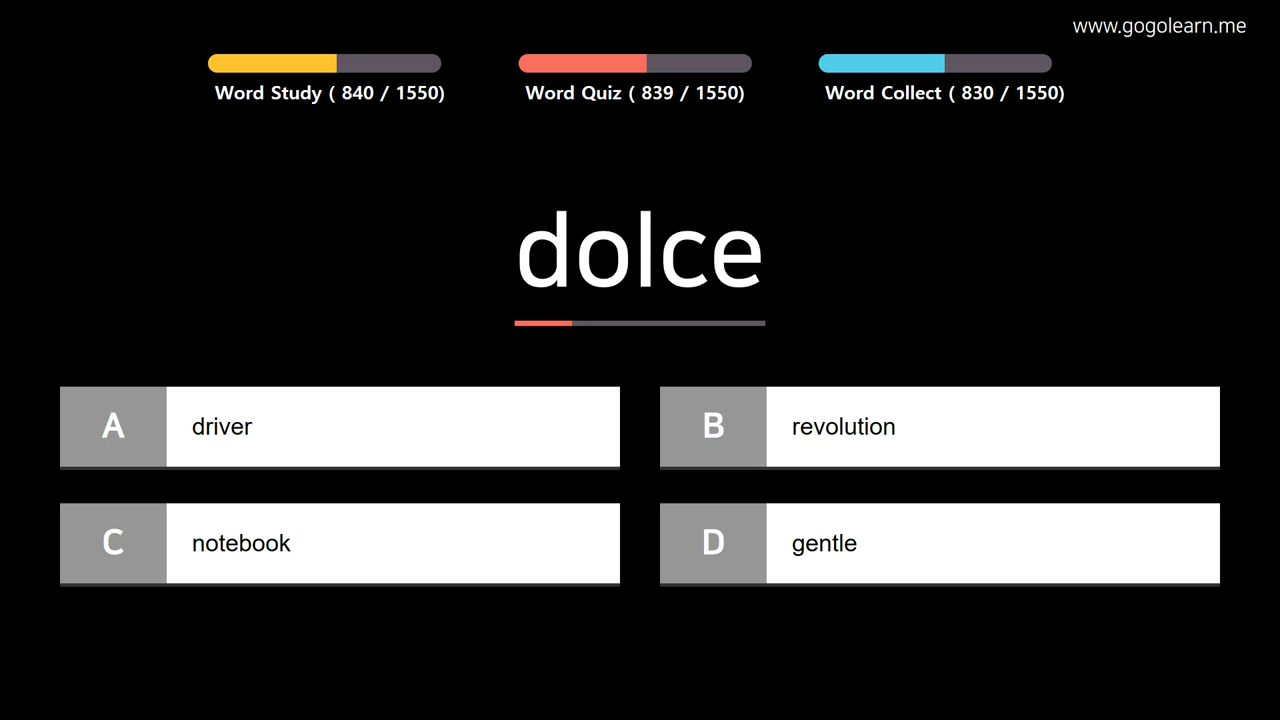 www.gogolearn.me
Word Study ( 840 / 1550)
Word Quiz ( 839 / 1550)
Word Collect ( 830 / 1550)
dolce
A driver
B revolution
C notebook
D gentle